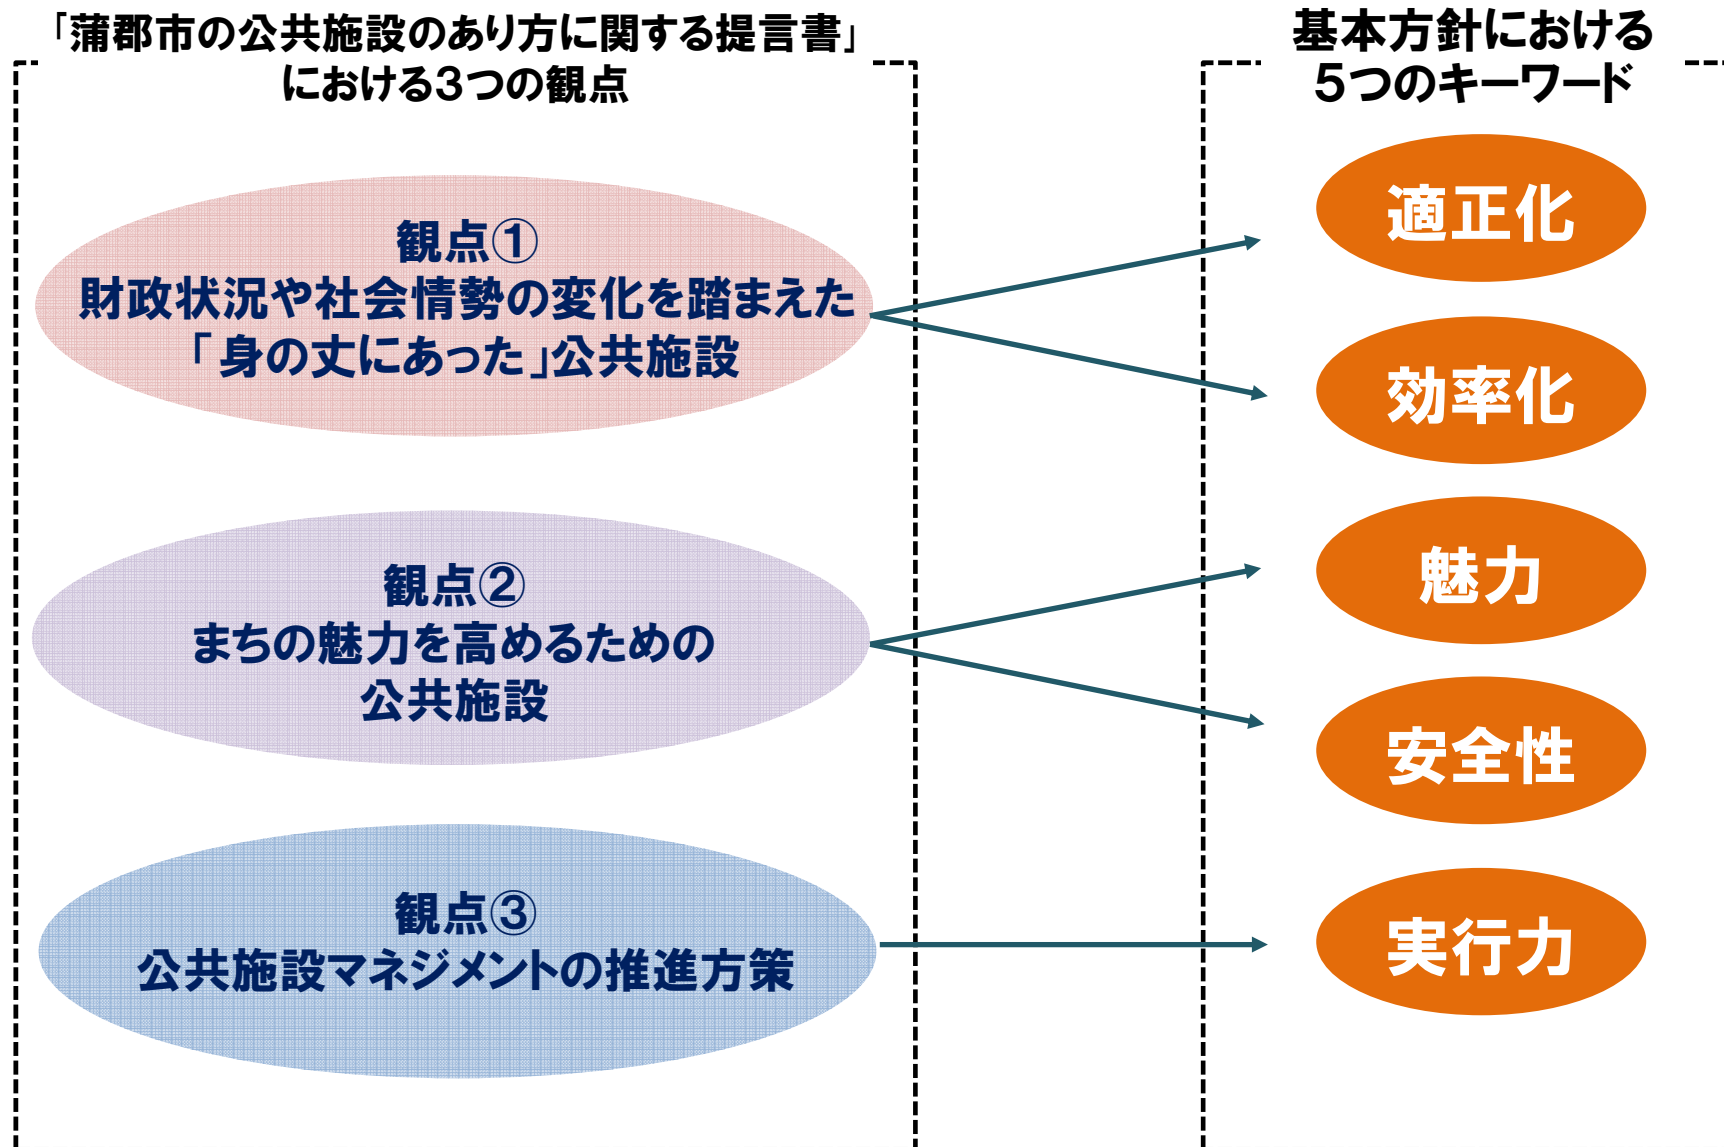 「蒲郡市の公共施設のあり方に関する提言書」
における3つの観点
観点①
財政状況や社会情勢の変化を踏まえた
「身の丈にあった」公共施設
観点②
まちの魅力を高めるための
公共施設
観点③
公共施設マネジメントの推進方策
基本方針における
5つのキーワード
適正化
効率化
魅力
安全性
実行力